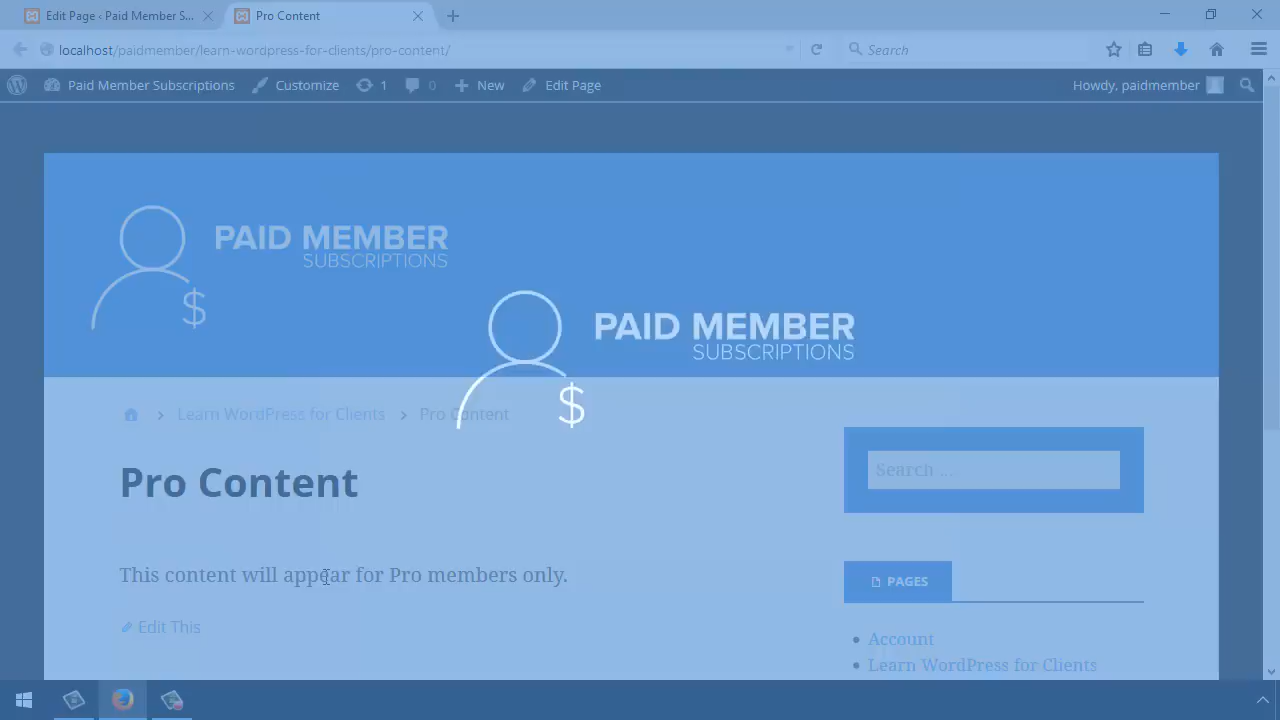 Edit Page ‹ Paid Member S...
Pro Content
localhost/paidmember/learn-wordpress-for-clients/pro-content/
Search
Paid Member Subscriptions
Customize
1
0
New
Edit Page
Howdy, paidmember
PAID MEMBER
SUBSCRIPTIONS
$
PAID MEMBER
SUBSCRIPTIONS
$
Learn WordPress for Clients
Pro Content
Search ...
Pro Content
This content will appear for Pro members only.
Edit This
PAGES
Account
Learn WordPress for Clients